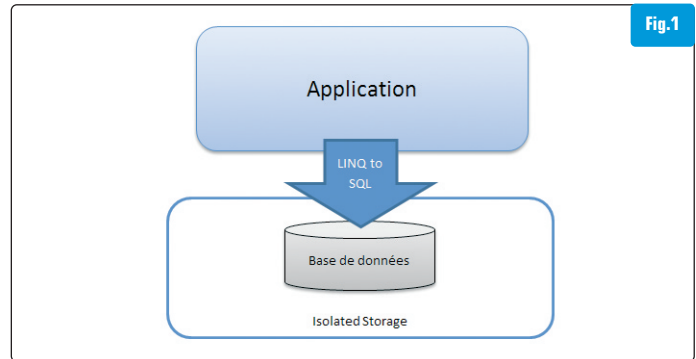 Fig.1
Application
LINQ to
SQL
Base de données
Isolated Storage